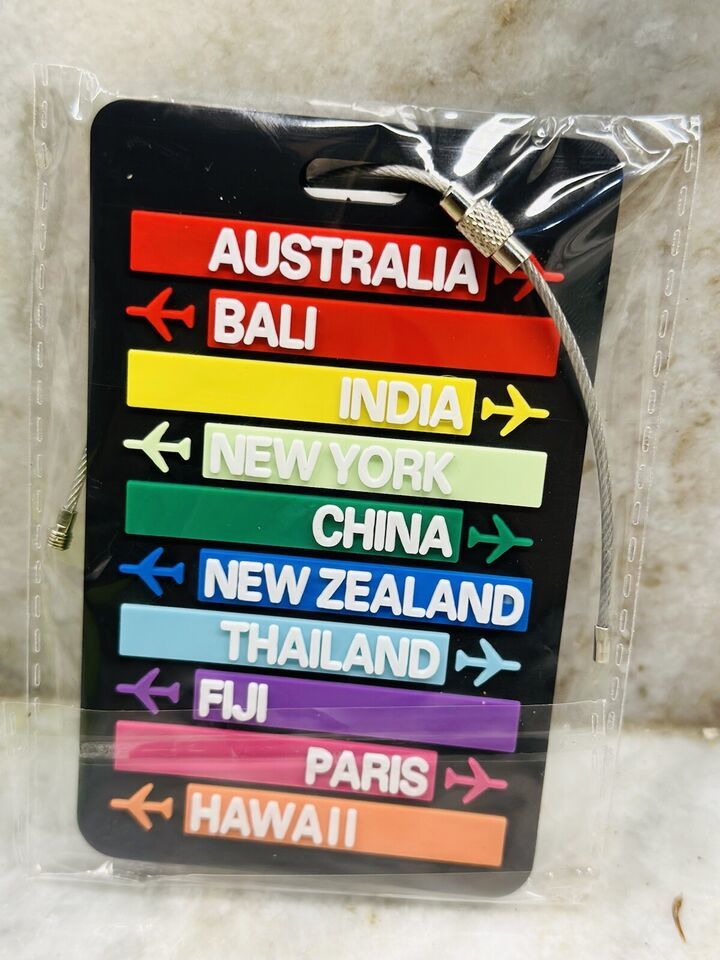 AUSTRALIA
BALI
INDIA
NEW YORK
CHINA
NEW ZEALAND
THAILAND
FIJI
PARIS
HAWAII